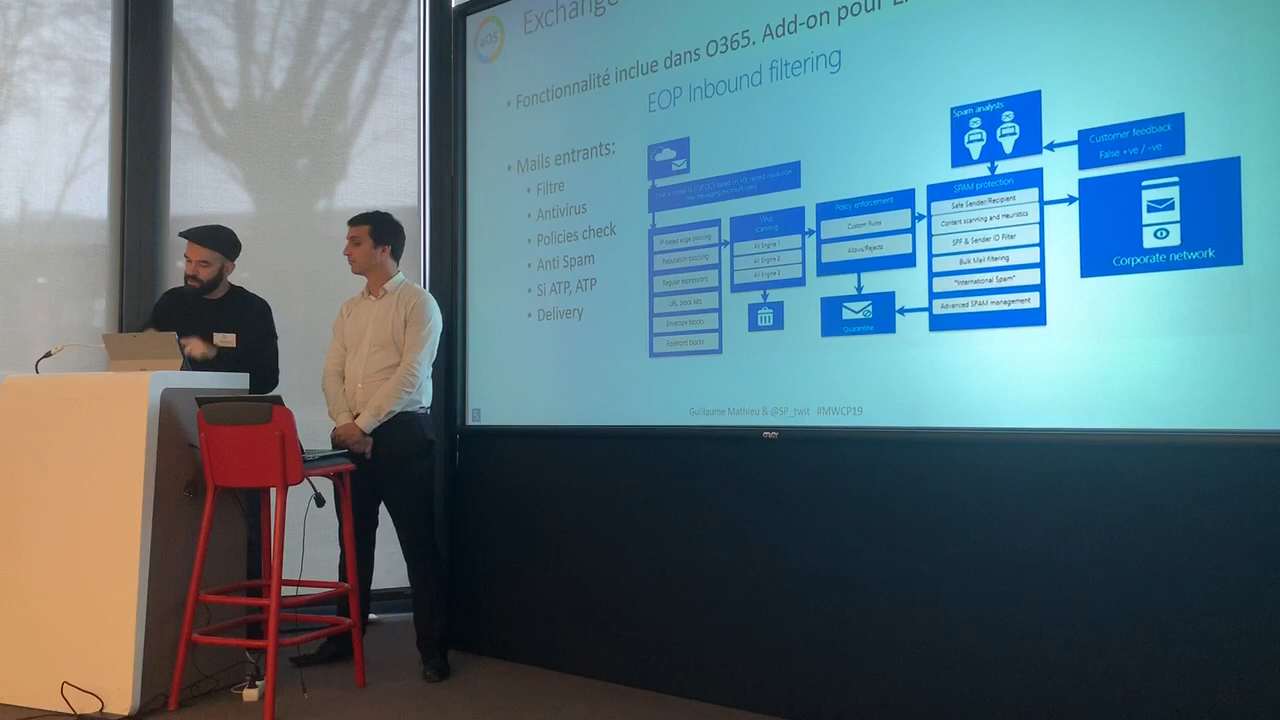 aOS
Exchange
• Fonctionnalité inclue dans O365. Add-on pour
EOP Inbound filtering
• Mails entrants:
• Filtre
• Antivirus
• Policies check
• Anti Spam
• Si ATP, ATP
• Delivery
Spam analysts
Customer feedback
False +ve / -ve
IP-based edge blocking
Reputation blocking
Regular expressions
URL block lists
Envelope blocks
Virus
scanning
AV Engine 1
AV Engine 2
AV Engine 3
Policy enforcement
Custom Rules
Allows/Rejects
Quarantine
SPAM protection
Safe Sender/Recipient
Content scanning and Heuristics
SPF & Sender ID Filter
Bulk Mail filtering
"International Spam"
Advanced SPAM management
Corporate network
Guillaume Mathieu & @SP_twit #MWCP19